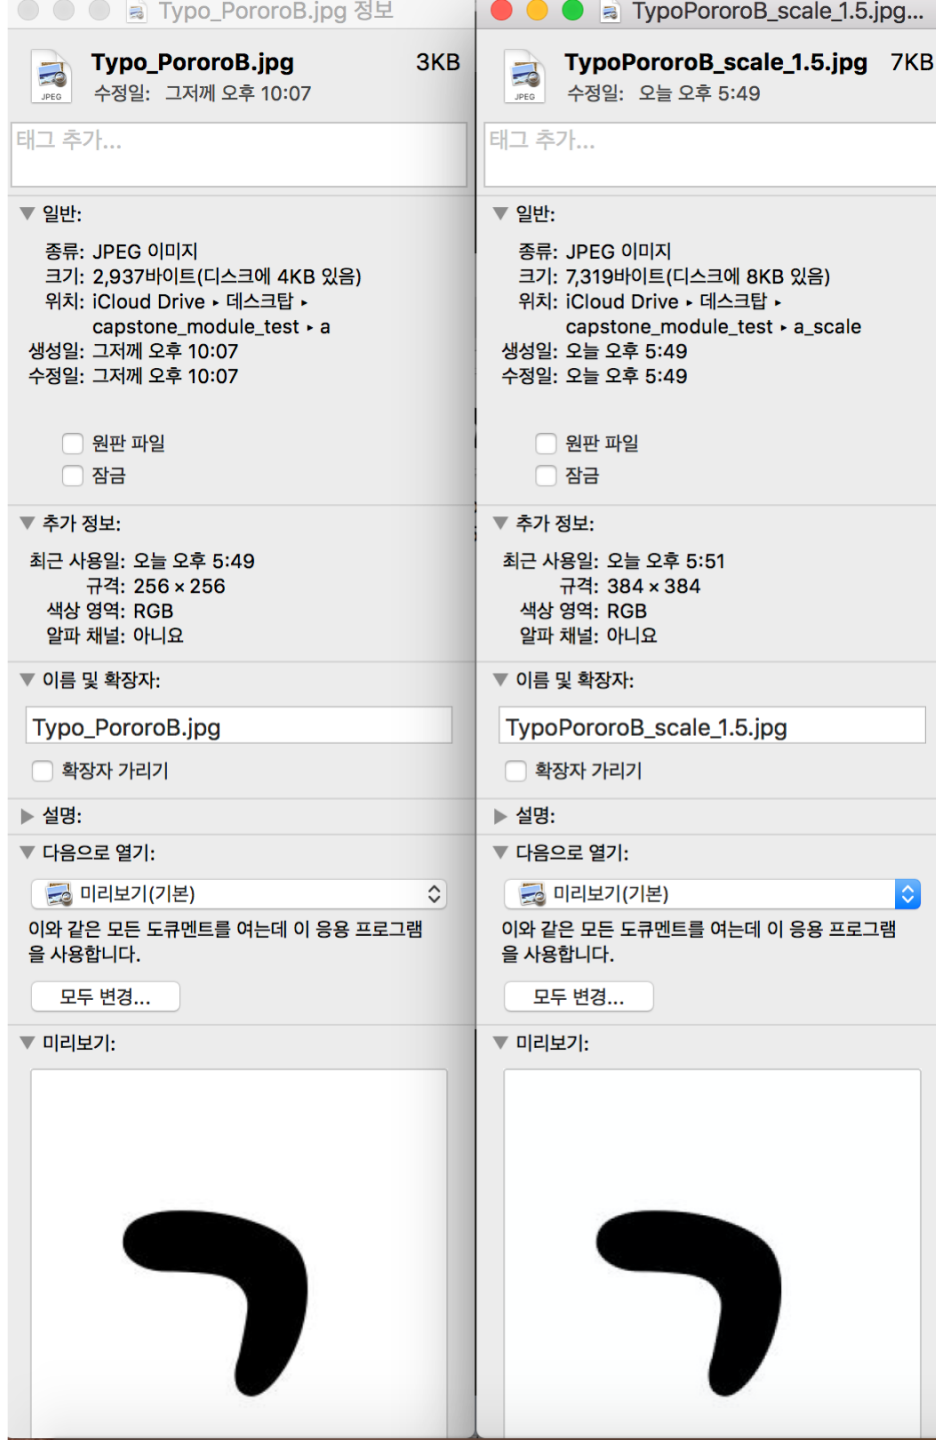 Typo_PororoB.jpg 정보
Typo_PororoB.jpg 3KB
수정일: 그저께 오후 10:07
태그 추가...
일반:
종류: JPEG 이미지
크기: 2,937바이트(디스크에 4KB 있음)
위치: iCloud Drive ▸ 데스크탑 ▸
capstone_module_test ▸ a
생성일: 그저께 오후 10:07
수정일: 그저께 오후 10:07
원판 파일
잠금
추가 정보:
최근 사용일: 오늘 오후 5:49
규격: 256 × 256
색상 영역: RGB
알파 채널: 아니요
이름 및 확장자:
Typo_PororoB.jpg
확장자 가리기
설명:
다음으로 열기:
미리보기(기본)
이와 같은 모든 도큐멘트를 여는데 이 응용 프로그램
을 사용합니다.
모두 변경...
미리보기:
TypoPororoB_scale_1.5.jpg...
TypoPororoB_scale_1.5.jpg 7KB
수정일: 오늘 오후 5:49
태그 추가...
일반:
종류: JPEG 이미지
크기: 7,319바이트(디스크에 8KB 있음)
위치: iCloud Drive ▸ 데스크탑 ▸
capstone_module_test ▸ a_scale
생성일: 오늘 오후 5:49
수정일: 오늘 오후 5:49
원판 파일
잠금
추가 정보:
최근 사용일: 오늘 오후 5:51
규격: 384 × 384
색상 영역: RGB
알파 채널: 아니요
이름 및 확장자:
TypoPororoB_scale_1.5.jpg
확장자 가리기
설명:
다음으로 열기:
미리보기(기본)
이와 같은 모든 도큐멘트를 여는데 이 응용 프로그램
을 사용합니다.
모두 변경...
미리보기: